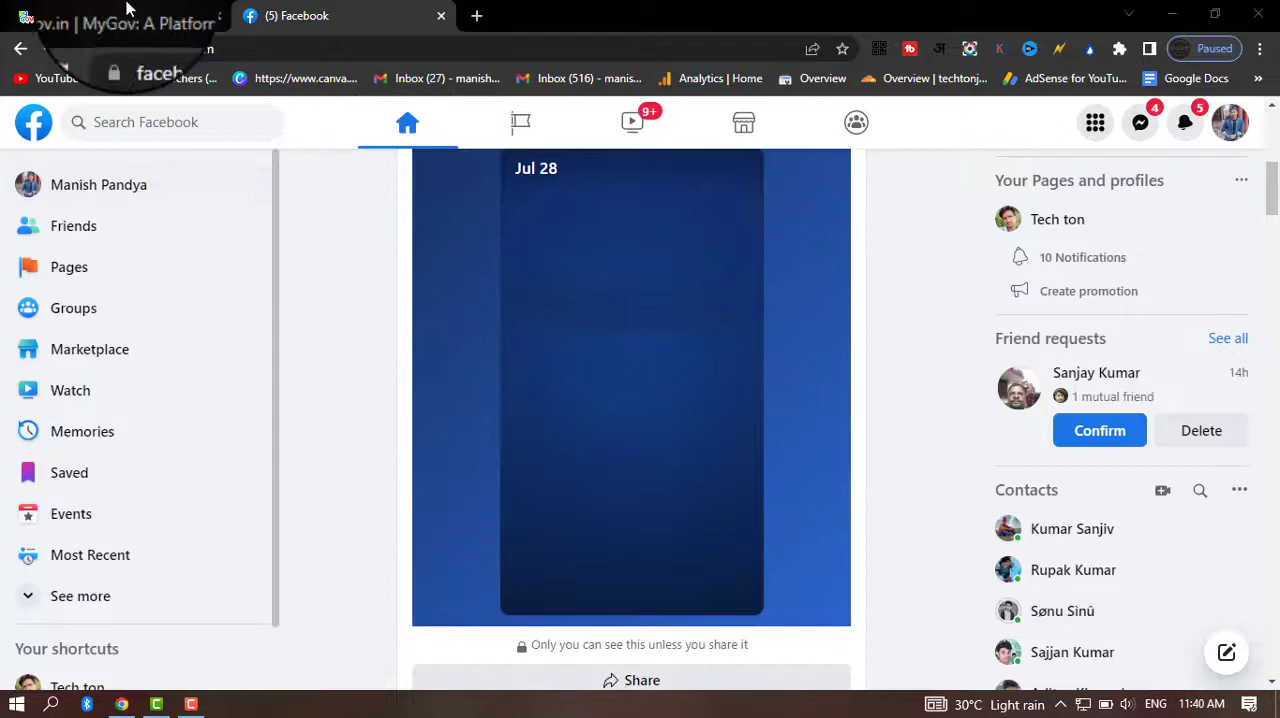 ov.in | MyGov: A Platforr
(5) Facebook
faceb
n
Paused
YouTube
chers (...
https://www.canva...
Inbox (27) - manish...
Inbox (516) - manis...
Analytics | Home
Overview
Overview | techtonj...
AdSense for YouTu...
Google Docs
Search Facebook
9+
4
5
Manish Pandya
Friends
Pages
Groups
Marketplace
Watch
Memories
Saved
Events
Most Recent
See more
Your shortcuts
Tech ton
Jul 28
Only you can see this unless you share it
Share
Your Pages and profiles
Tech ton
10 Notifications
Create promotion
Friend requests
See all
Sanjay Kumar
14h
1 mutual friend
Confirm
Delete
Contacts
Kumar Sanjiv
Rupak Kumar
Sønu Sìnû
Sajjan Kumar
30°C Light rain
ENG
11:40 AM